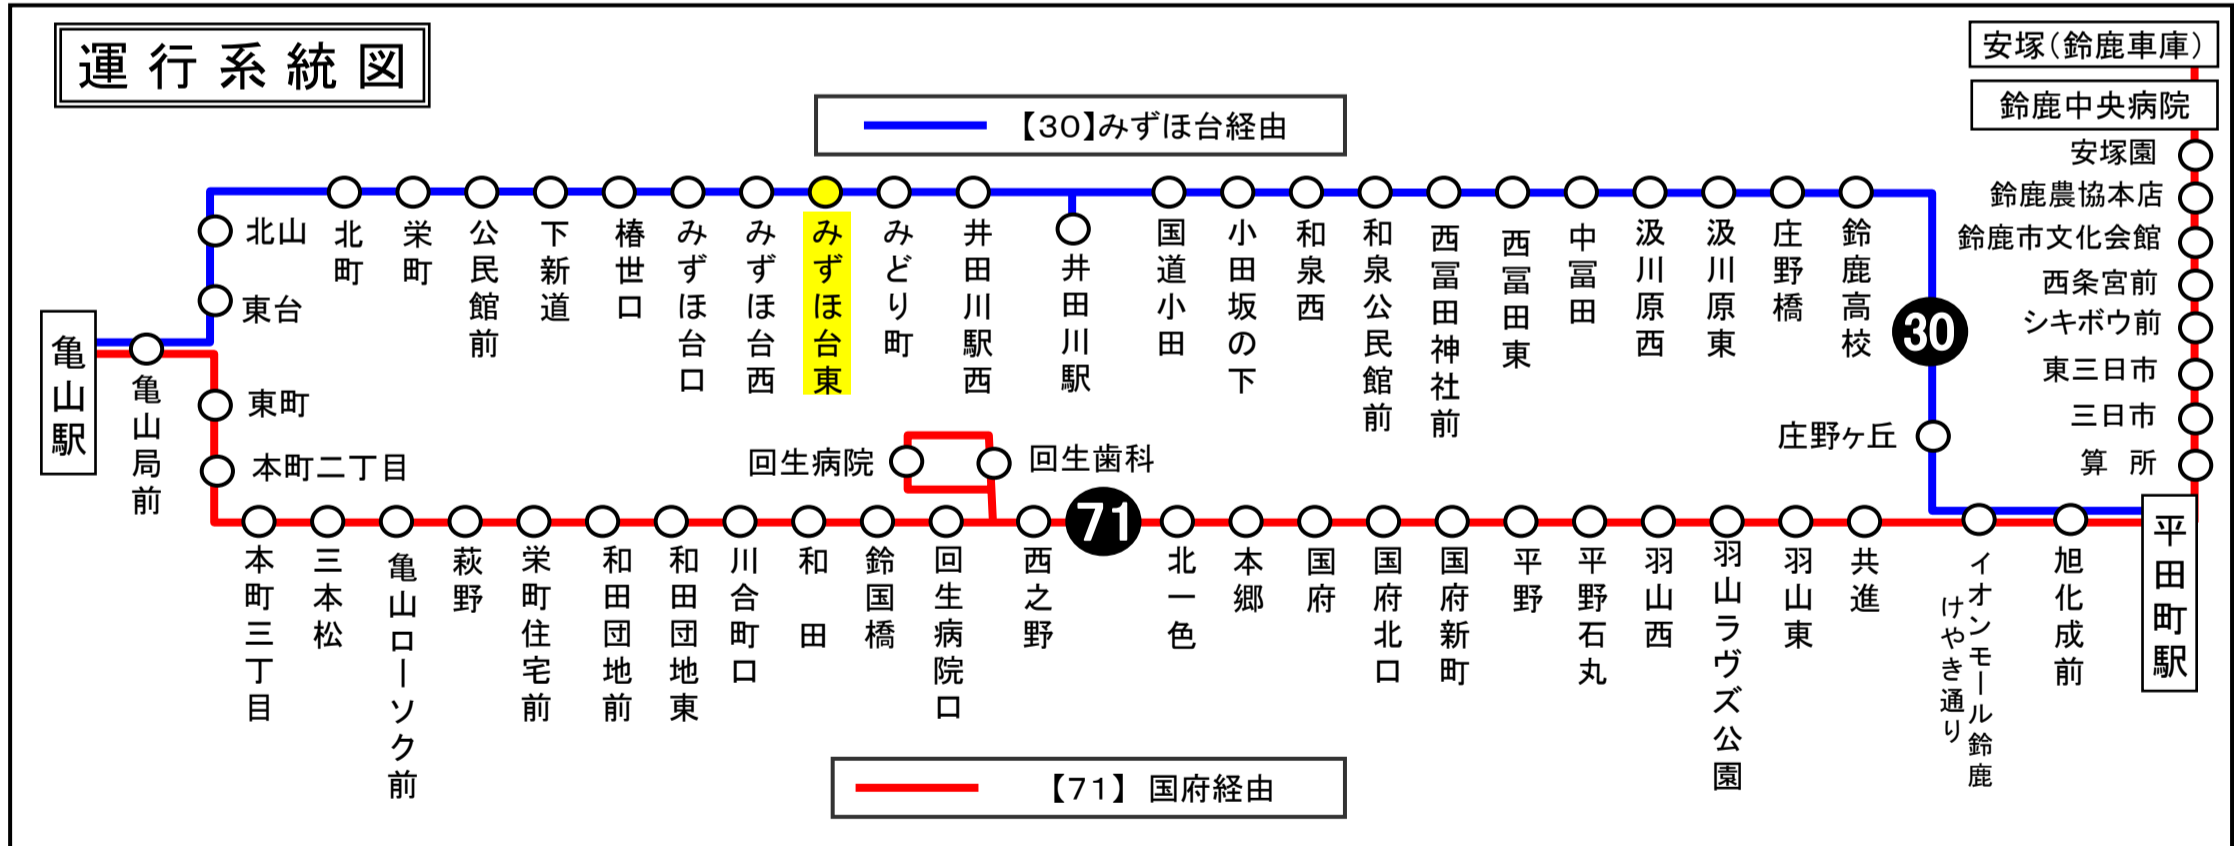 運行系統図
【30】みずほ台経由
安塚（鈴鹿車庫）
鈴鹿中央病院
安塚園
鈴鹿農協本店
鈴鹿市文化会館
西条宮前
シキボウ前
東三日市
三日市
算 所
平田町駅
亀山駅
亀山局前
東台
北山
北町
栄町
公民館前
下新道
椿世口
みずほ台口
みずほ台西
みずほ台東
みどり町
井田川駅西
井田川駅
国道小田
小田坂の下
和泉西
和泉公民館前
西冨田神社前
西冨田東
中冨田
汲川原西
汲川原東
庄野橋
鈴鹿高校
30
庄野ヶ丘
東町
本町二丁目
本町三丁目
三本松
亀山ローソク前
萩野
栄町住宅前
和田団地前
和田団地東
川合町口
和 田
鈴国橋
回生病院口
回生病院
回生歯科
西之野
71
北一色
本郷
国府
国府北口
国府新町
平野
平野石丸
羽山西
羽山ラヴズ公園
羽山東
共進
イオンモール鈴鹿
けやき通り
旭化成前
【71】 国府経由